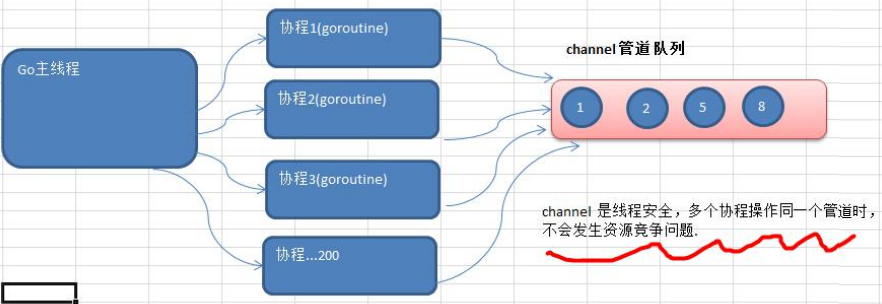 Go主线程
协程1(goroutine)
协程2(goroutine)
协程3(goroutine)
协程...200
channel管道队列
1
2
5
8
channel 是线程安全，多个协程操作同一个管道时，
不会发生资源竞争问题.